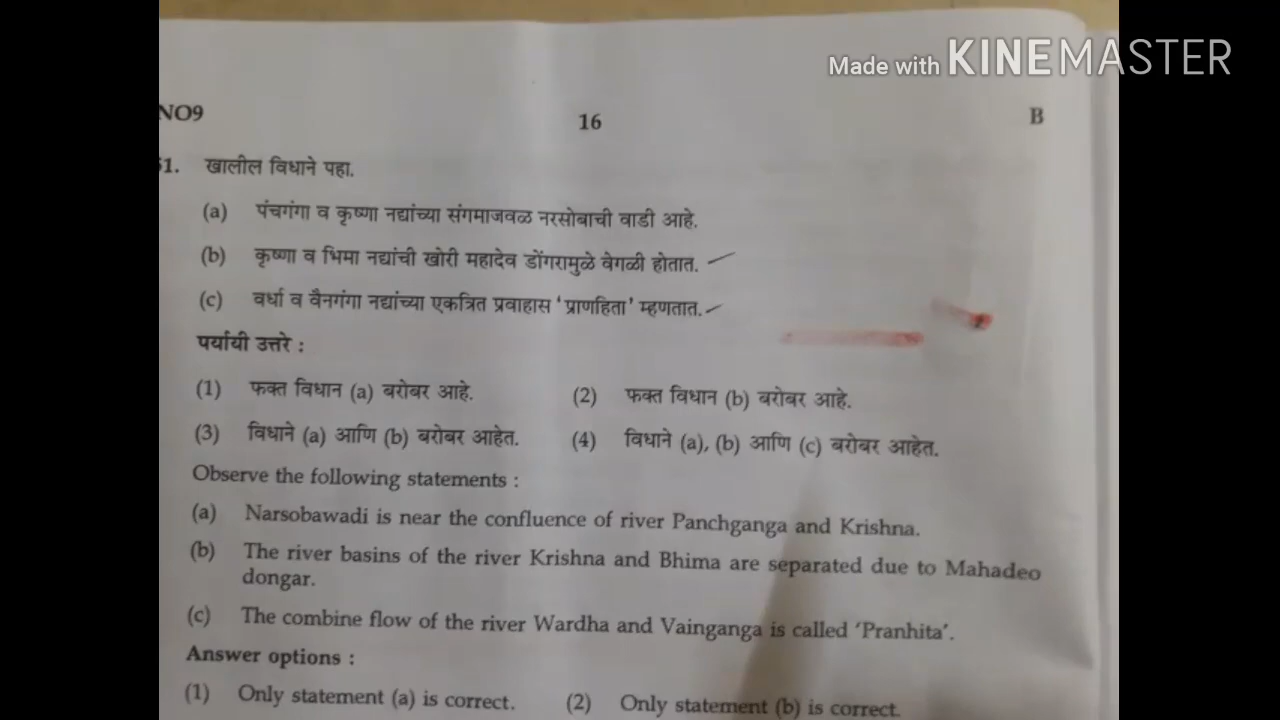 Made with KINEMASTER
NO9 16 B
51. खालील विधाने पहा.
(a) पंचगंगा व कृष्णा नद्यांच्या संगमाजवळ नरसोबाची वाडी आहे.
(b) कृष्णा व भिमा नद्यांची खोरी महादेव डोंगरामुळे वेगळी होतात.
(c) वर्धा व वैनगंगा नद्यांच्या एकत्रित प्रवाहास 'प्राणहिता' म्हणतात.
पर्यायी उत्तरे :
(1) फक्त विधान (a) बरोबर आहे. (2) फक्त विधान (b) बरोबर आहे.
(3) विधाने (a) आणि (b) बरोबर आहेत. (4) विधाने (a), (b) आणि (c) बरोबर आहेत.
Observe the following statements :
(a) Narsobawadi is near the confluence of river Panchganga and Krishna.
(b) The river basins of the river Krishna and Bhima are separated due to Mahadeo
dongar.
(c) The combine flow of the river Wardha and Vainganga is called 'Pranhita'.
Answer options :
(1) Only statement (a) is correct. (2) Only statement (b) is correct.